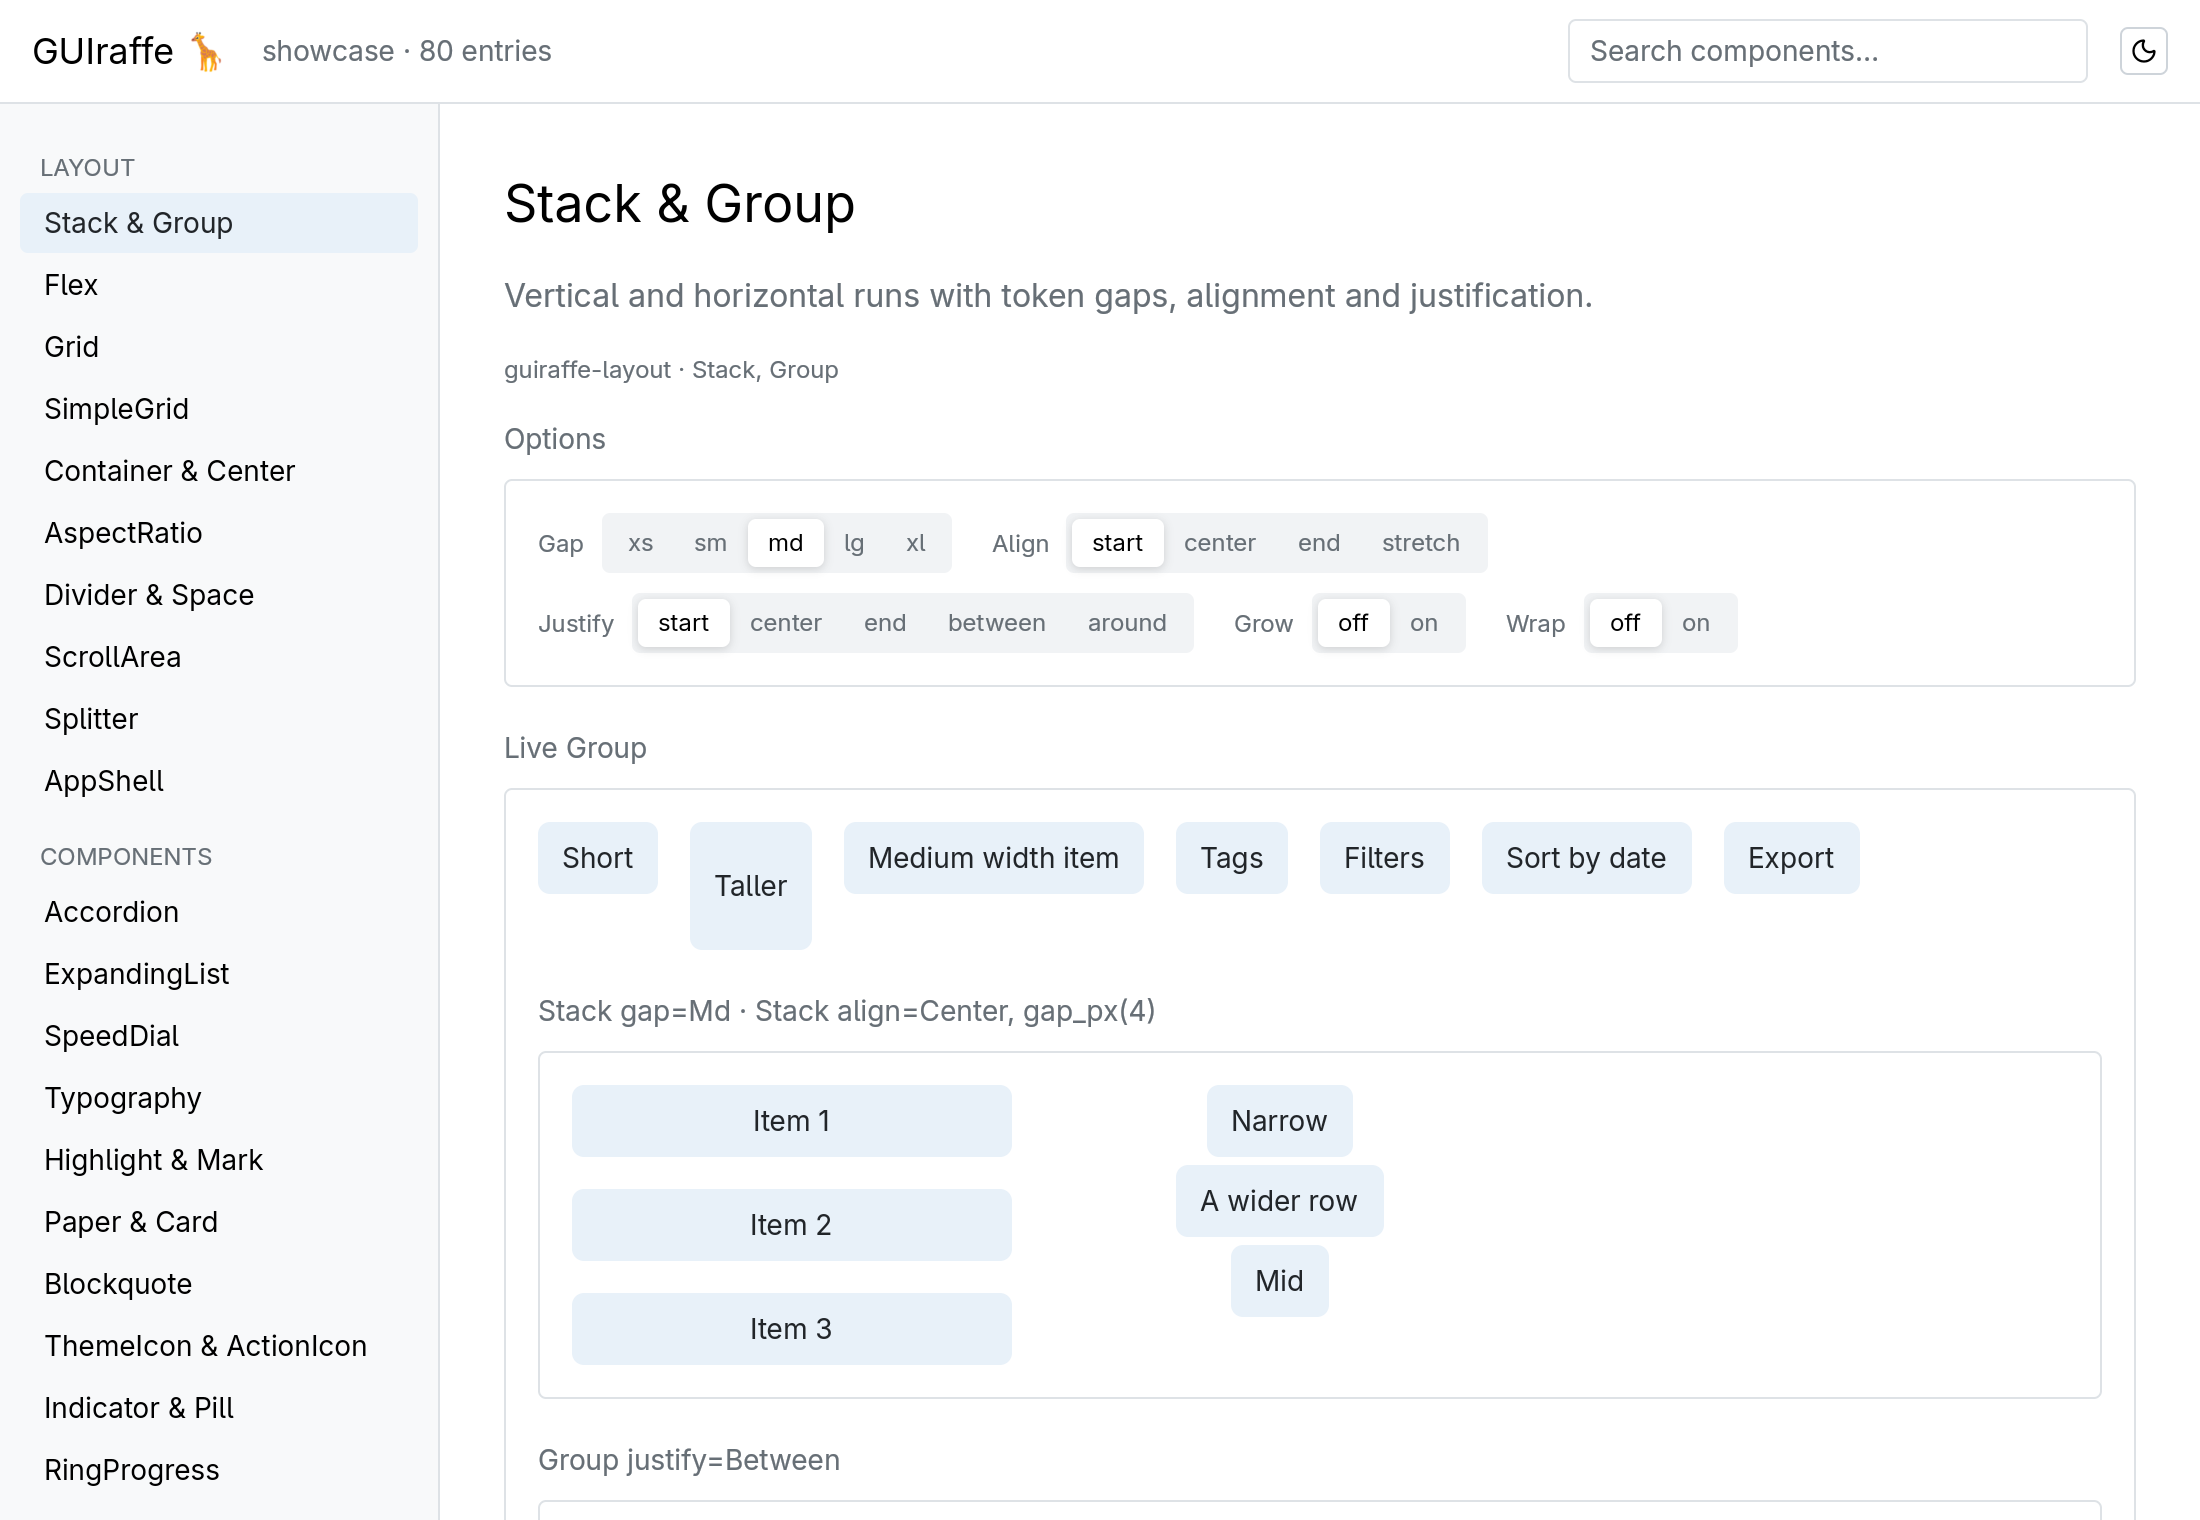 GUIraffe 🦒 showcase · 80 entries
Search components...
LAYOUT
Stack & Group
Flex
Grid
SimpleGrid
Container & Center
AspectRatio
Divider & Space
ScrollArea
Splitter
AppShell
COMPONENTS
Accordion
ExpandingList
SpeedDial
Typography
Highlight & Mark
Paper & Card
Blockquote
ThemeIcon & ActionIcon
Indicator & Pill
RingProgress
Stack & Group
Vertical and horizontal runs with token gaps, alignment and justification.
guiraffe-layout · Stack, Group
Options
Gap xs sm md lg xl Align start center end stretch
Justify start center end between around Grow off on Wrap off on
Live Group
Short Taller Medium width item Tags Filters Sort by date Export
Stack gap=Md · Stack align=Center, gap_px(4)
Item 1
Item 2
Item 3
Narrow
A wider row
Mid
Group justify=Between